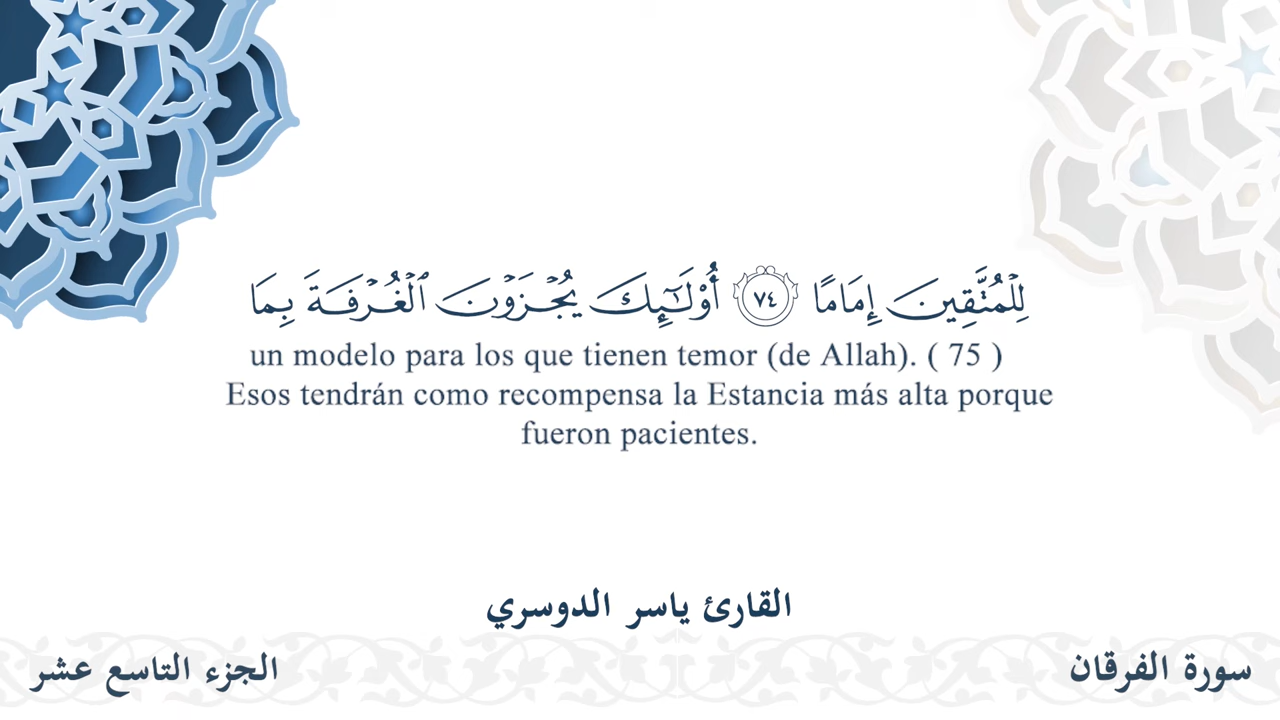 لِلْمُتَّقِينَ إِمَامًا ٧٤ أُوْلَـٰٓئِكَ يُجْزَوْنَ ٱلْغُرْفَةَ بِمَا
un modelo para los que tienen temor (de Allah). ( 75 )
Esos tendrán como recompensa la Estancia más alta porque
fueron pacientes.
القارئ ياسر الدوسري
سورة الفرقان
الجزء التاسع عشر